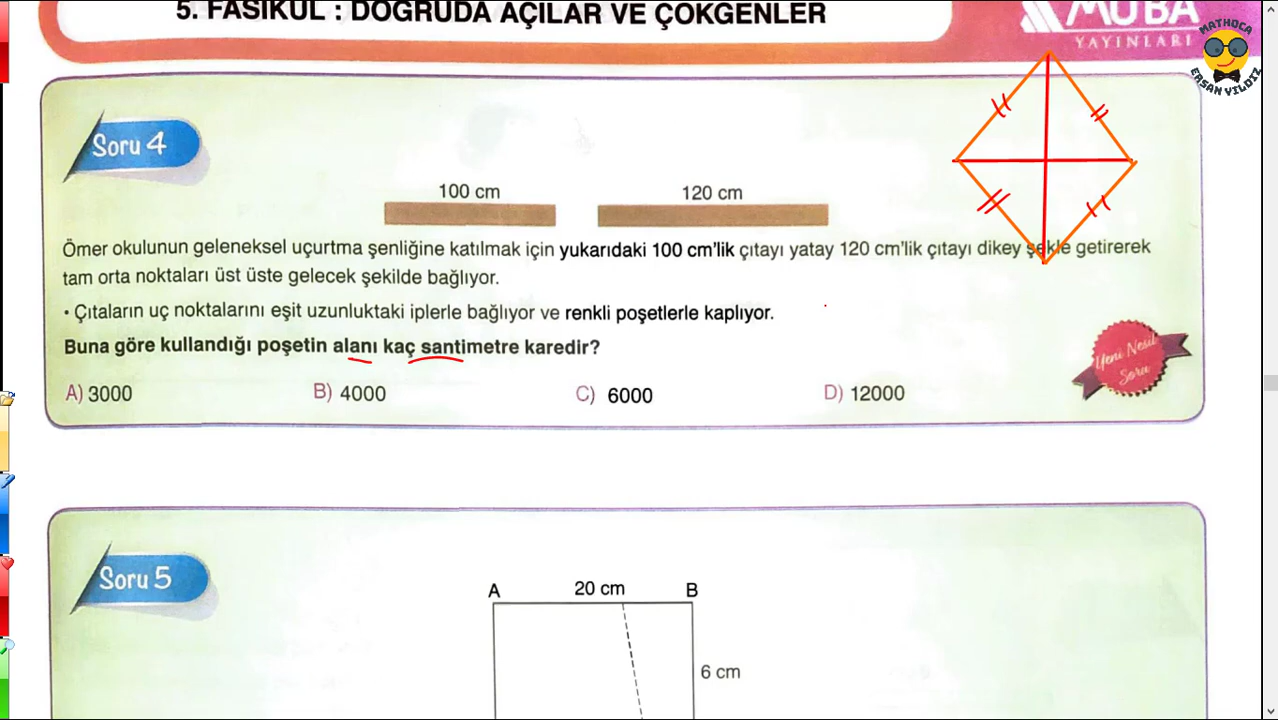 5. FASİKÜL : DOĞRUDA AÇILAR VE ÇOKGENLER
MUBA
YAYINLARI
MATHOCA
ERSAN YILDIZ
Soru 4
100 cm
120 cm
Ömer okulunun geleneksel uçurtma şenliğine katılmak için yukarıdaki 100 cm'lik çıtayı yatay 120 cm'lik çıtayı dikey şekle getirerek
tam orta noktaları üst üste gelecek şekilde bağlıyor.
• Çıtaların uç noktalarını eşit uzunluktaki iplerle bağlıyor ve renkli poşetlerle kaplıyor.
Buna göre kullandığı poşetin alanı kaç santimetre karedir?
A) 3000
B) 4000
C) 6000
D) 12000
Yeni Nesil
Soru
Soru 5
A
20 cm
B
6 cm